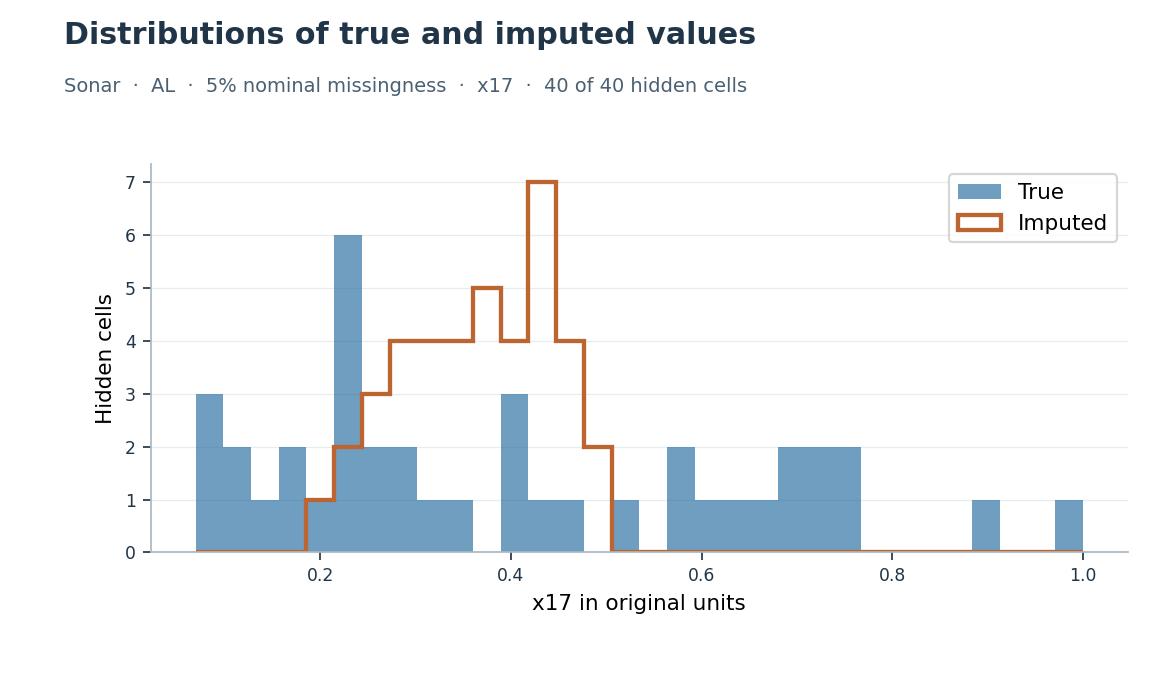 Distributions of true and imputed values
Sonar · AL · 5% nominal missingness · x17 · 40 of 40 hidden cells
True
Imputed
Hidden cells
7
6
5
4
3
2
1
0
0.2 0.4 0.6 0.8 1.0
x17 in original units